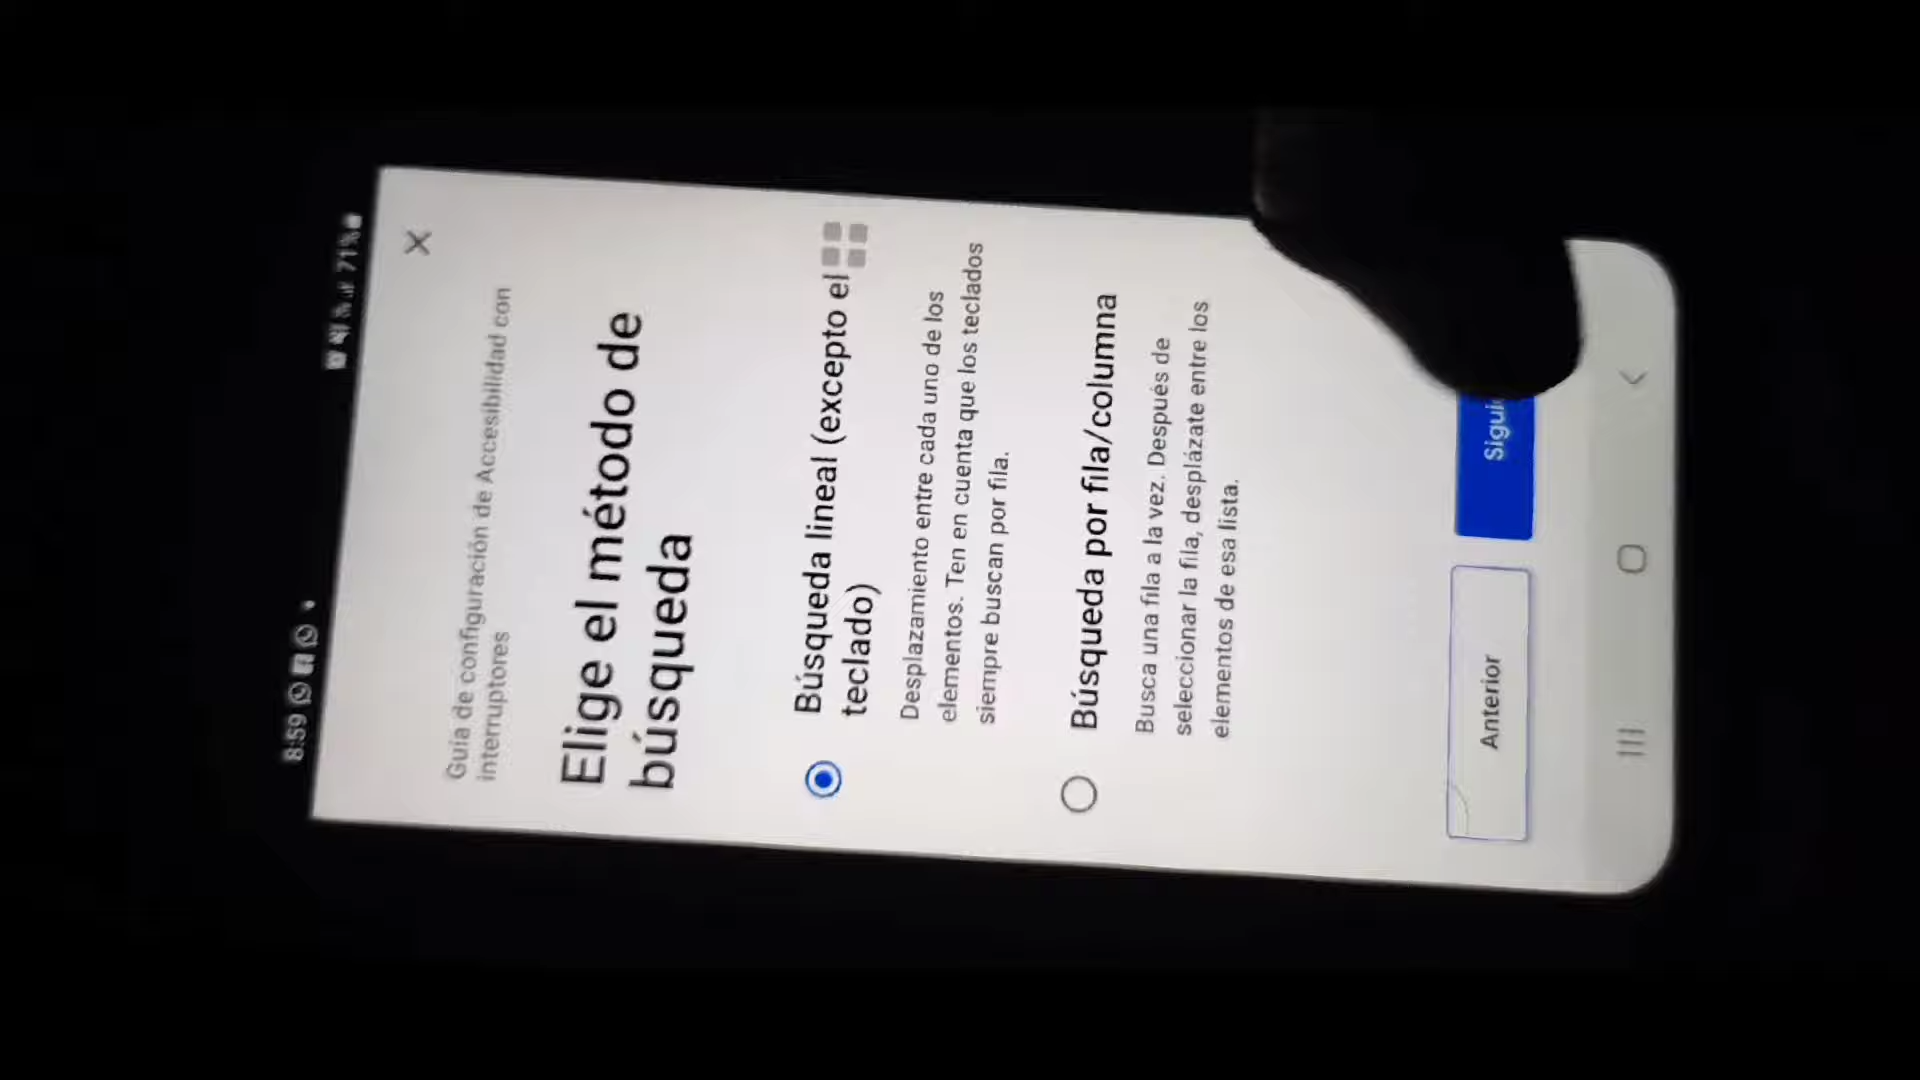 8:59
71%
Guía de configuración de Accesibilidad con
interruptores
Elige el método de
búsqueda
Búsqueda lineal (excepto el
teclado)
Desplazamiento entre cada uno de los
elementos. Ten en cuenta que los teclados
siempre buscan por fila.
Búsqueda por fila/columna
Busca una fila a la vez. Después de
seleccionar la fila, desplázate entre los
elementos de esa lista.
Anterior
Sigui